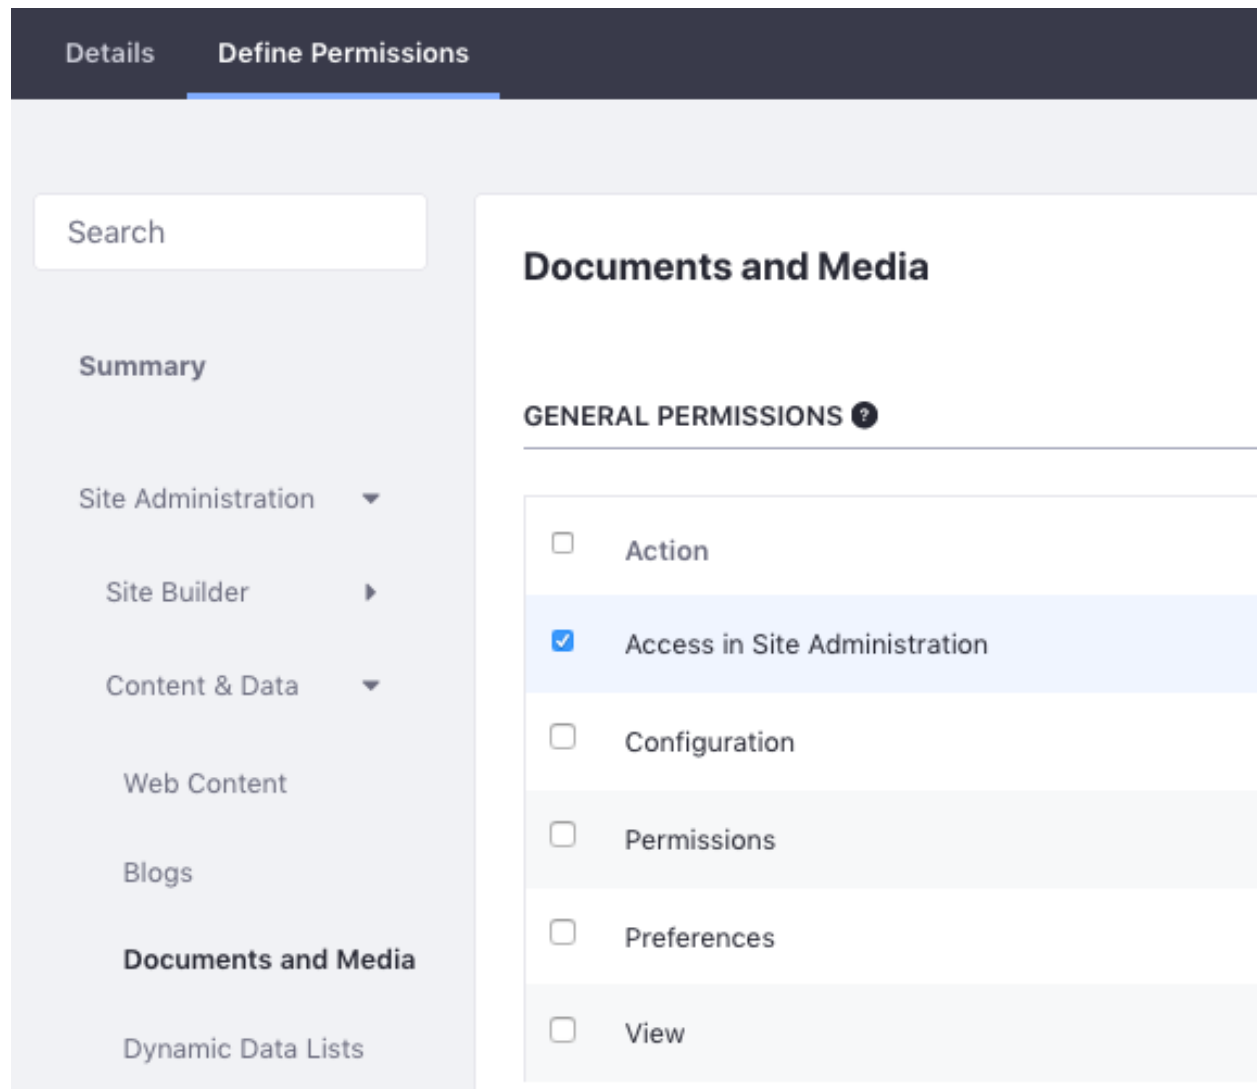 Details
Define Permissions
Search
Summary
Site Administration
Site Builder
Content & Data
Web Content
Blogs
Documents and Media
Dynamic Data Lists
Documents and Media
GENERAL PERMISSIONS ?
Action
Access in Site Administration
Configuration
Permissions
Preferences
View